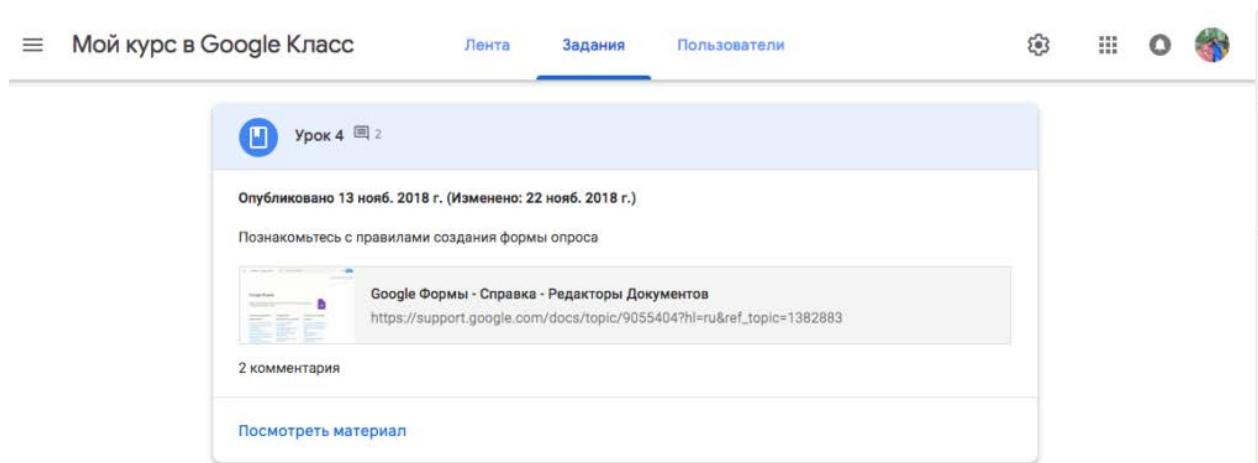 Мой курс в Google Класс
Лента
Задания
Пользователи
Урок 4 2
Опубликовано 13 нояб. 2018 г. (Изменено: 22 нояб. 2018 г.)
Познакомьтесь с правилами создания формы опроса
Google Формы - Справка - Редакторы Документов
https://support.google.com/docs/topic/9055404?hl=ru&ref_topic=1382883
2 комментария
Посмотреть материал